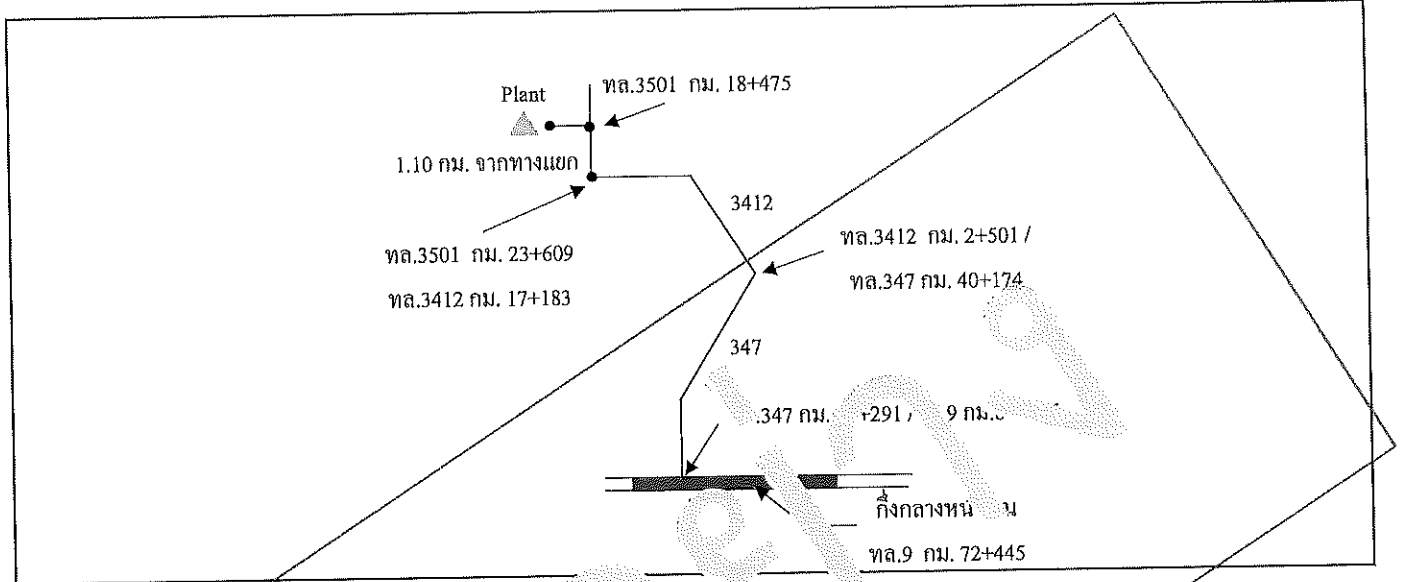 Plant
ทล.3501 กม. 18+475
1.10 กม. จากทางแยก
3412
ทล.3501 กม. 23+609
ทล.3412 กม. 17+183
ทล.3412 กม. 2+501 /
ทล.347 กม. 40+174
347
.347 กม. +291 / 9 กม.
กึ่งกลางหน
ทล.9 กม. 72+445